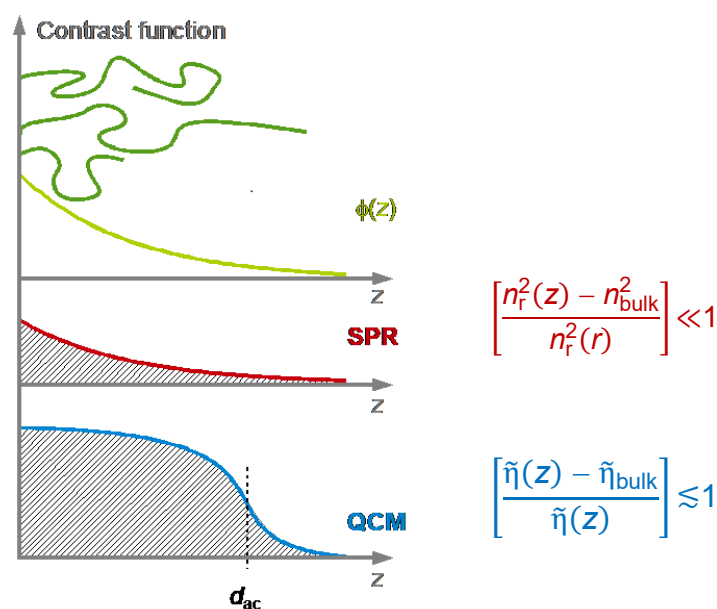 Contrast function
ϕ(z)
z
SPR
z
QCM
z
d_ac
[(n_r^2(z) − n_bulk^2) / n_r^2(r)] ≪1
[(η̃(z) − η̃_bulk) / η̃(z)] ≲1